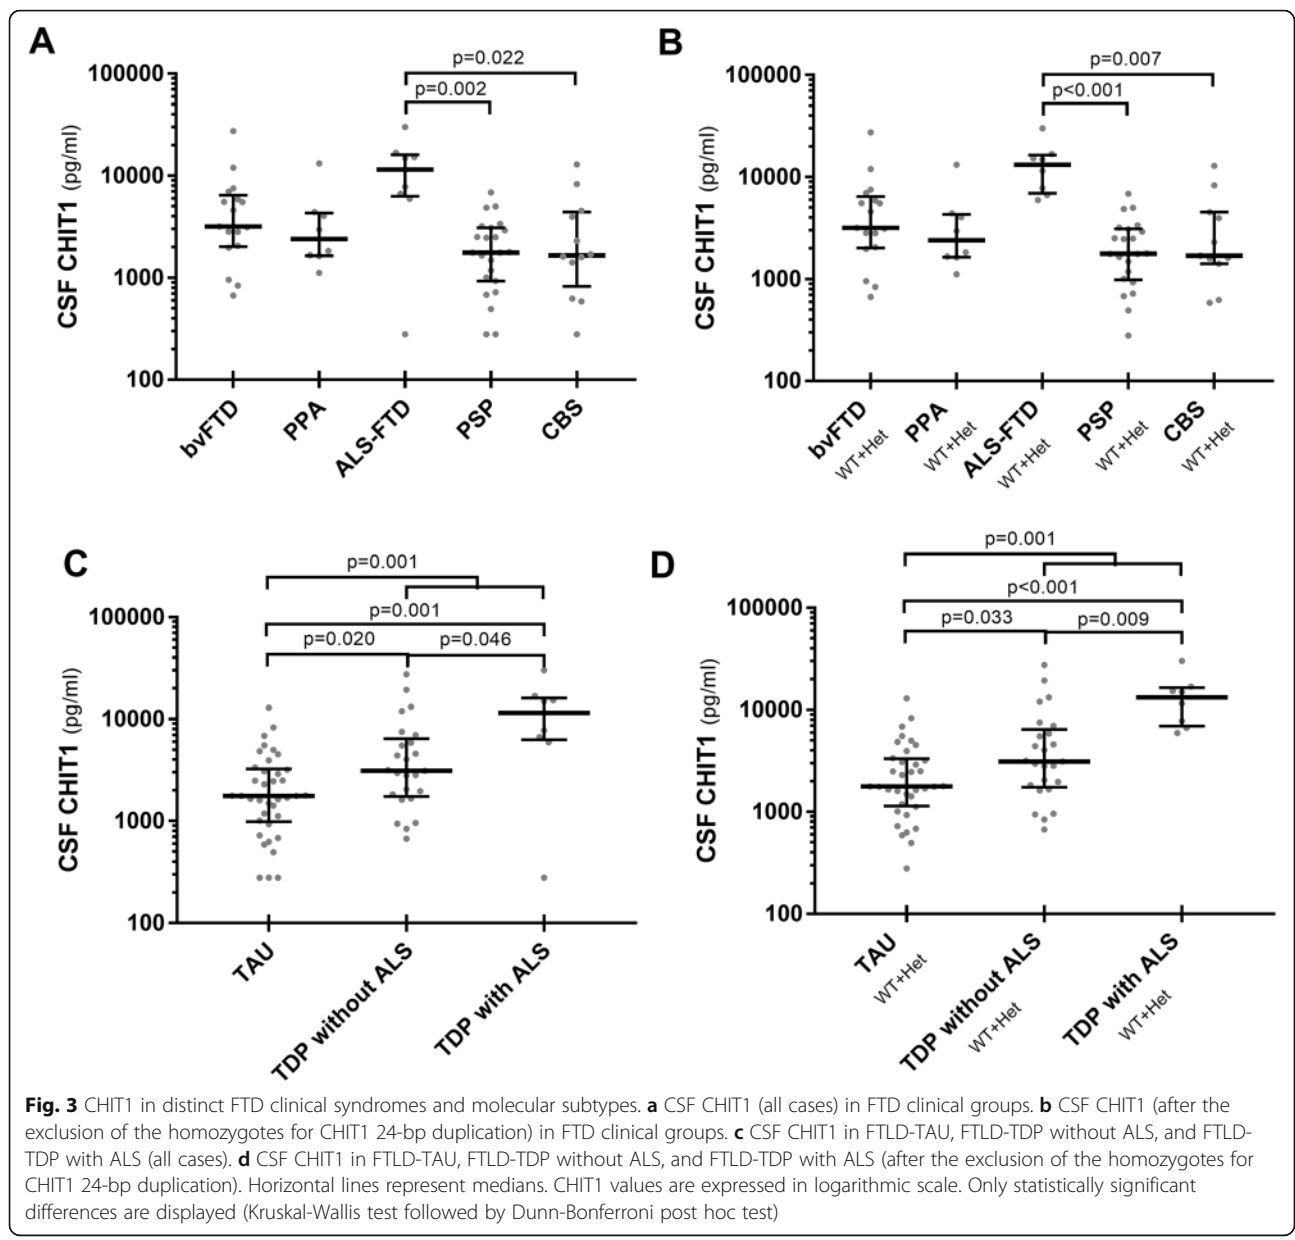 A
CSF CHIT1 (pg/ml)
100000
10000
1000
100
p=0.022
p=0.002
bvFTD
PPA
ALS-FTD
PSP
CBS
B
CSF CHIT1 (pg/ml)
100000
10000
1000
100
p=0.007
p<0.001
bvFTD
WT+Het
PPA
WT+Het
ALS-FTD
WT+Het
PSP
WT+Het
CBS
WT+Het
C
CSF CHIT1 (pg/ml)
100000
10000
1000
100
p=0.001
p=0.001
p=0.020
p=0.046
TAU
TDP without ALS
TDP with ALS
D
CSF CHIT1 (pg/ml)
100000
10000
1000
100
p=0.001
p<0.001
p=0.033
p=0.009
TAU
WT+Het
TDP without ALS
WT+Het
TDP with ALS
WT+Het
Fig. 3 CHIT1 in distinct FTD clinical syndromes and molecular subtypes. a CSF CHIT1 (all cases) in FTD clinical groups. b CSF CHIT1 (after the
exclusion of the homozygotes for CHIT1 24-bp duplication) in FTD clinical groups. c CSF CHIT1 in FTLD-TAU, FTLD-TDP without ALS, and FTLD-
TDP with ALS (all cases). d CSF CHIT1 in FTLD-TAU, FTLD-TDP without ALS, and FTLD-TDP with ALS (after the exclusion of the homozygotes for
CHIT1 24-bp duplication). Horizontal lines represent medians. CHIT1 values are expressed in logarithmic scale. Only statistically significant
differences are displayed (Kruskal-Wallis test followed by Dunn-Bonferroni post hoc test)